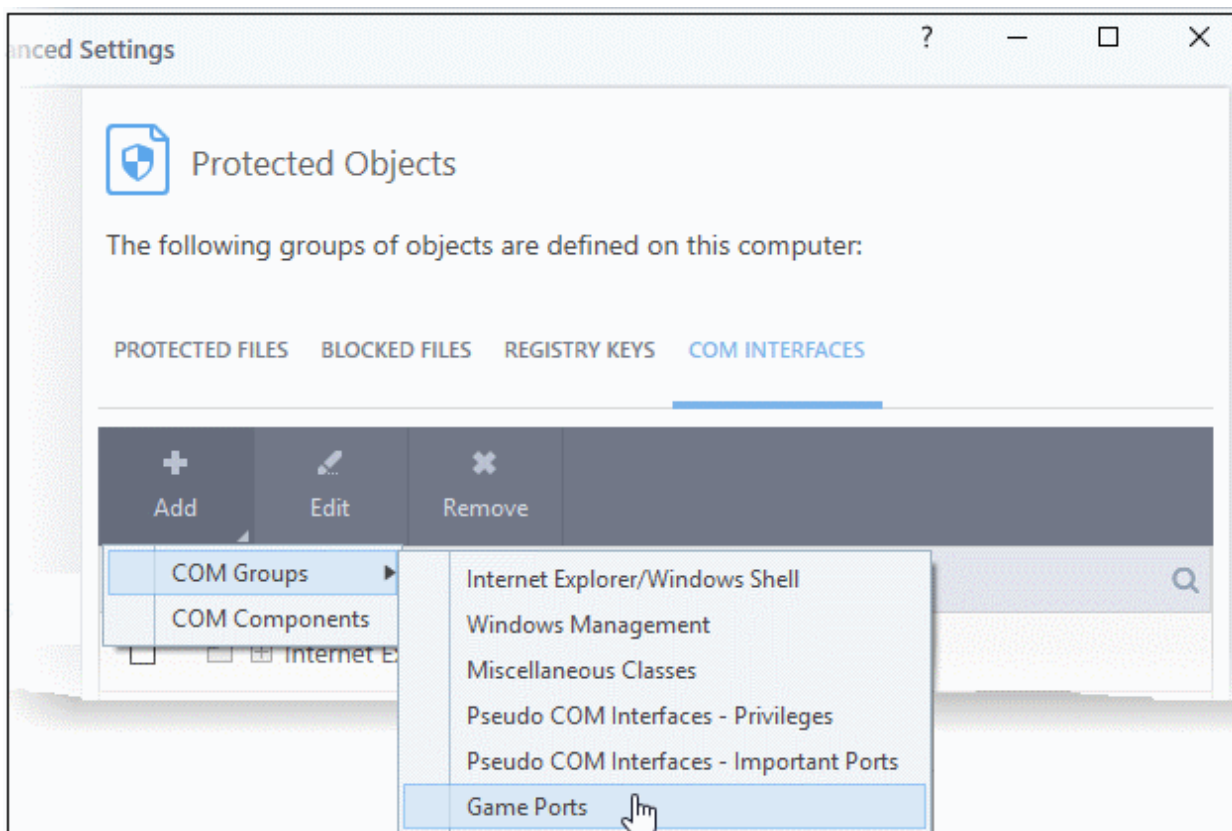 anced Settings ?
Protected Objects
The following groups of objects are defined on this computer:
PROTECTED FILES BLOCKED FILES REGISTRY KEYS COM INTERFACES
Add Edit Remove
COM Groups
COM Components
Internet Explorer/Windows Shell
Windows Management
Miscellaneous Classes
Pseudo COM Interfaces - Privileges
Pseudo COM Interfaces - Important Ports
Game Ports
Internet E